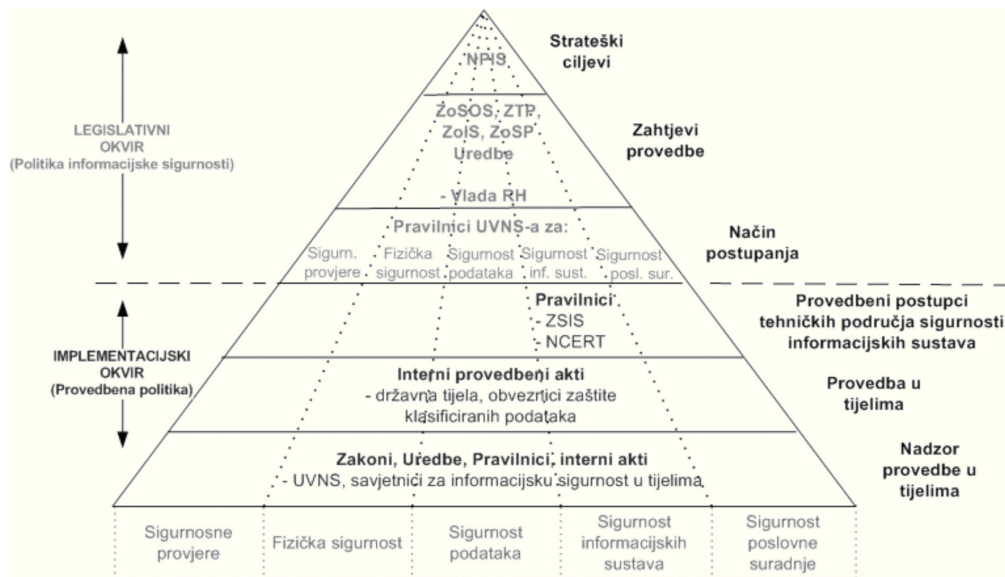 NPIS
Strateški
ciljevi
LEGISLATIVNI
OKVIR
(Politika informacijske sigurnosti)
ZoSOS, ZTP,
ZoIS, ZoSP
Uredbe
- Vlada RH
Zahtjevi
provedbe
Pravilnici UVNS-a za:
Sigurn.
provjere
Fizička
sigurnost
Sigurnost
podataka
Sigurnost
inf. sust.
Sigurnost
posl. sur.
Način
postupanja
IMPLEMENTACIJSKI
OKVIR
(Provedbena politika)
Pravilnici
- ZSIS
- NCERT
Provedbeni postupci
tehničkih područja sigurnosti
informacijskih sustava
Interni provedbeni akti
- državna tijela, obveznici zaštite
klasificiranih podataka
Provedba u
tijelima
Zakoni, Uredbe, Pravilnici, interni akti
- UVNS, savjetnici za informacijsku sigurnost u tijelima
Nadzor
provedbe u
tijelima
Sigurnosne
provjere
Fizička sigurnost
Sigurnost
podataka
Sigurnost
informacijskih
sustava
Sigurnost
poslovne
suradnje